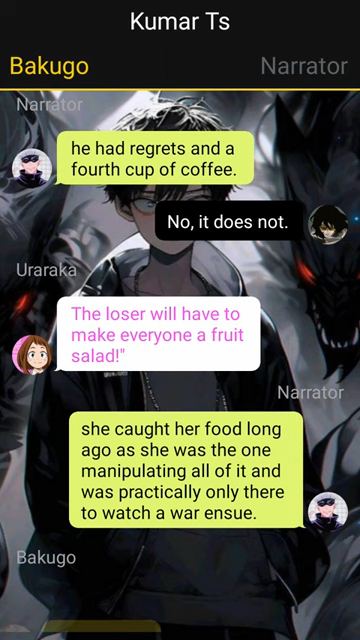 Kumar Ts
Bakugo
Narrator
Narrator
he had regrets and a
fourth cup of coffee.
No, it does not.
Uraraka
The loser will have to
make everyone a fruit
salad!"
Narrator
she caught her food long
ago as she was the one
manipulating all of it and
was practically only there
to watch a war ensue.
Bakugo